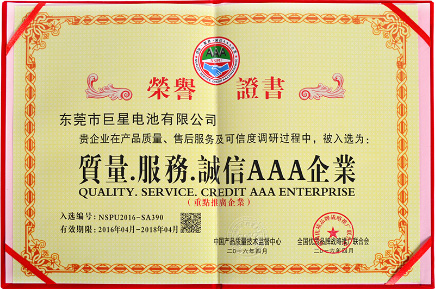 榮譽 證書
东莞市巨星电池有限公司
贵企业在产品质量、售后服务及可信度调研过程中，被入选为：
質量.服務.誠信AAA企業
QUALITY. SERVICE. CREDIT AAA ENTERPRISE
（重點推廣企業）
入选编号：NSPU2016-SA390
有效期限：2016年04月-2018年04月
中国产品质量技术监督中心
二〇一六年四月
二〇一六年四月